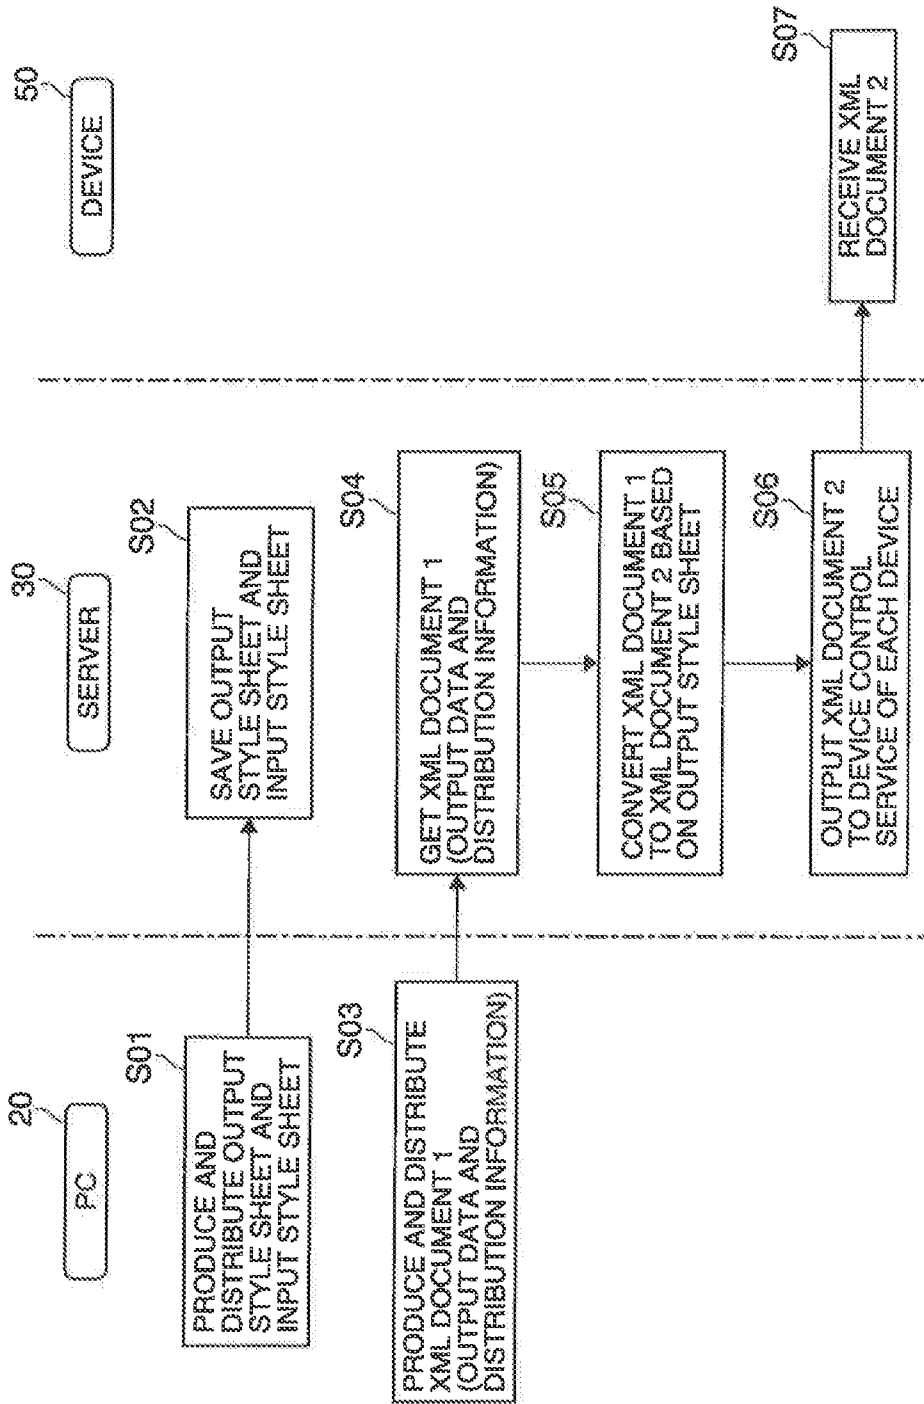 20
PC
30
SERVER
50
DEVICE
S01
PRODUCE AND
DISTRIBUTE OUTPUT
STYLE SHEET AND
INPUT STYLE SHEET
S02
SAVE OUTPUT
STYLE SHEET AND
INPUT STYLE SHEET
S03
PRODUCE AND DISTRIBUTE
XML DOCUMENT 1
(OUTPUT DATA AND
DISTRIBUTION INFORMATION)
S04
GET XML DOCUMENT 1
(OUTPUT DATA AND
DISTRIBUTION INFORMATION)
S05
CONVERT XML DOCUMENT 1
TO XML DOCUMENT 2 BASED
ON OUTPUT STYLE SHEET
S06
OUTPUT XML DOCUMENT 2
TO DEVICE CONTROL
SERVICE OF EACH DEVICE
S07
RECEIVE XML
DOCUMENT 2